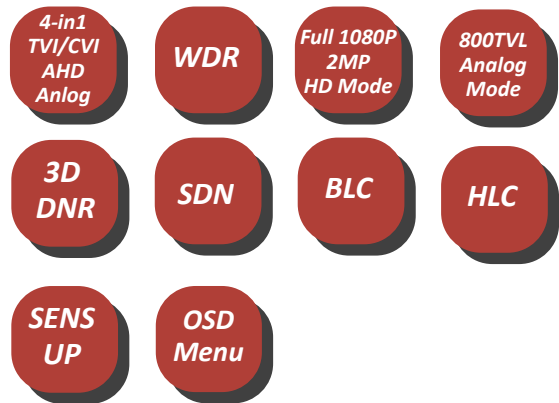 4-in1
TVI/CVI
AHD
Anlog
WDR
Full 1080P
2MP
HD Mode
800TVL
Analog
Mode
3D
DNR
SDN
BLC
HLC
SENS
UP
OSD
Menu